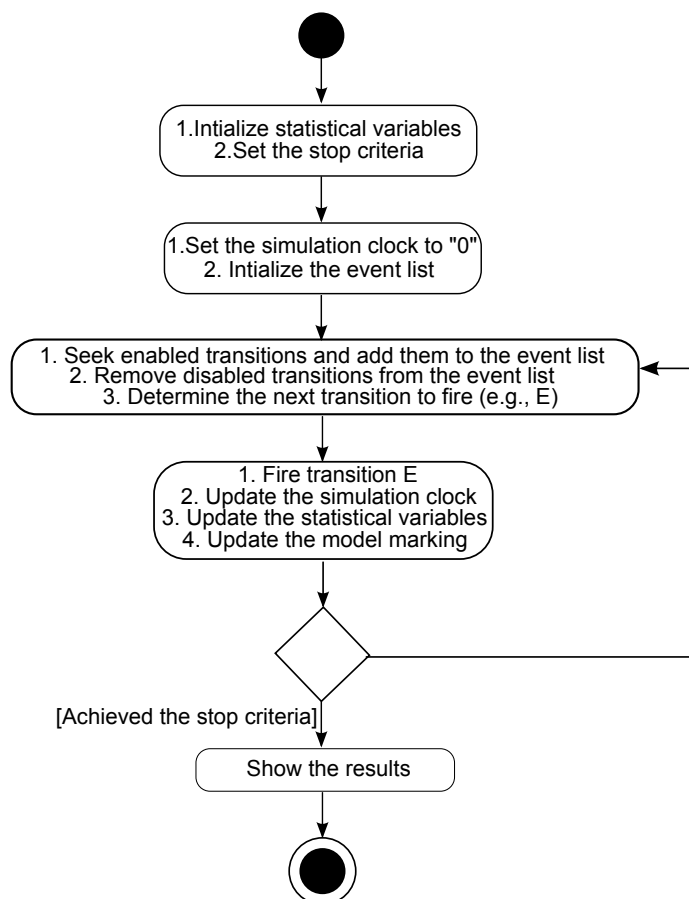 1.Intialize statistical variables
2.Set the stop criteria
1.Set the simulation clock to "0"
2. Intialize the event list
1. Seek enabled transitions and add them to the event list
2. Remove disabled transitions from the event list
3. Determine the next transition to fire (e.g., E)
1. Fire transition E
2. Update the simulation clock
3. Update the statistical variables
4. Update the model marking
[Achieved the stop criteria]
Show the results